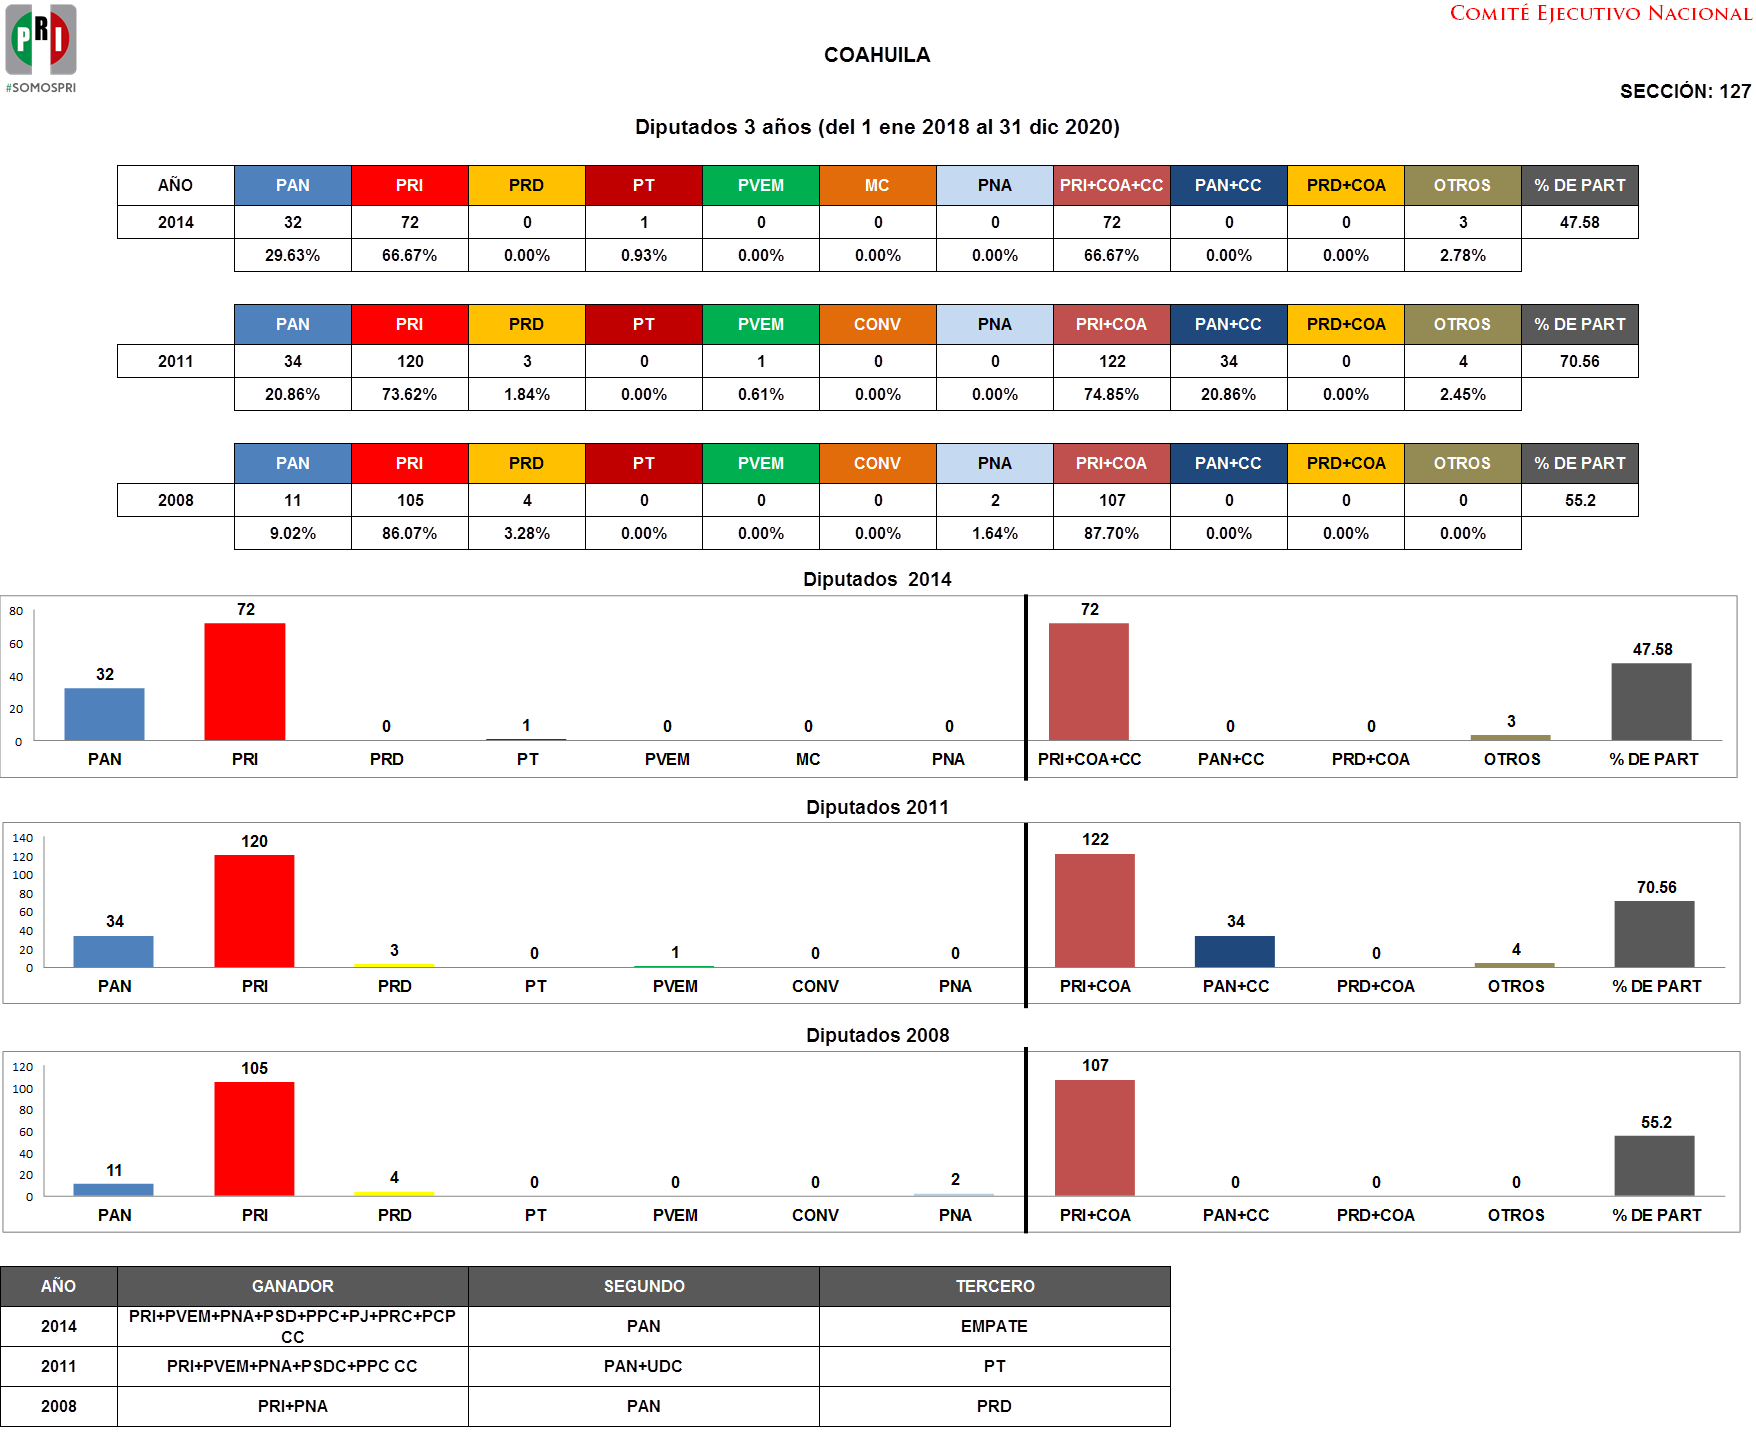 COMITÉ EJECUTIVO NACIONAL
PRI
#SOMOSPRI
COAHUILA
SECCIÓN: 127
Diputados 3 años (del 1 ene 2018 al 31 dic 2020)
AÑO PAN PRI PRD PT PVEM MC PNA PRI+COA+CC PAN+CC PRD+COA OTROS % DE PART
2014 32 72 0 1 0 0 0 72 0 0 3 47.58
29.63% 66.67% 0.00% 0.93% 0.00% 0.00% 0.00% 66.67% 0.00% 0.00% 2.78%
PAN PRI PRD PT PVEM CONV PNA PRI+COA PAN+CC PRD+COA OTROS % DE PART
2011 34 120 3 0 1 0 0 122 34 0 4 70.56
20.86% 73.62% 1.84% 0.00% 0.61% 0.00% 0.00% 74.85% 20.86% 0.00% 2.45%
PAN PRI PRD PT PVEM CONV PNA PRI+COA PAN+CC PRD+COA OTROS % DE PART
2008 11 105 4 0 0 0 2 107 0 0 0 55.2
9.02% 86.07% 3.28% 0.00% 0.00% 0.00% 1.64% 87.70% 0.00% 0.00% 0.00%
Diputados 2014
80
60
40
20
0
32 72 0 1 0 0 0 72 0 0 3 47.58
PAN PRI PRD PT PVEM MC PNA PRI+COA+CC PAN+CC PRD+COA OTROS % DE PART
Diputados 2011
140
120
100
80
60
40
20
0
34 120 3 0 1 0 0 122 34 0 4 70.56
PAN PRI PRD PT PVEM CONV PNA PRI+COA PAN+CC PRD+COA OTROS % DE PART
Diputados 2008
120
100
80
60
40
20
0
11 105 4 0 0 0 2 107 0 0 0 55.2
PAN PRI PRD PT PVEM CONV PNA PRI+COA PAN+CC PRD+COA OTROS % DE PART
AÑO GANADOR SEGUNDO TERCERO
2014 PRI+PVEM+PNA+PSD+PPC+PJ+PRC+PCP CC PAN EMPATE
2011 PRI+PVEM+PNA+PSDC+PPC CC PAN+UDC PT
2008 PRI+PNA PAN PRD